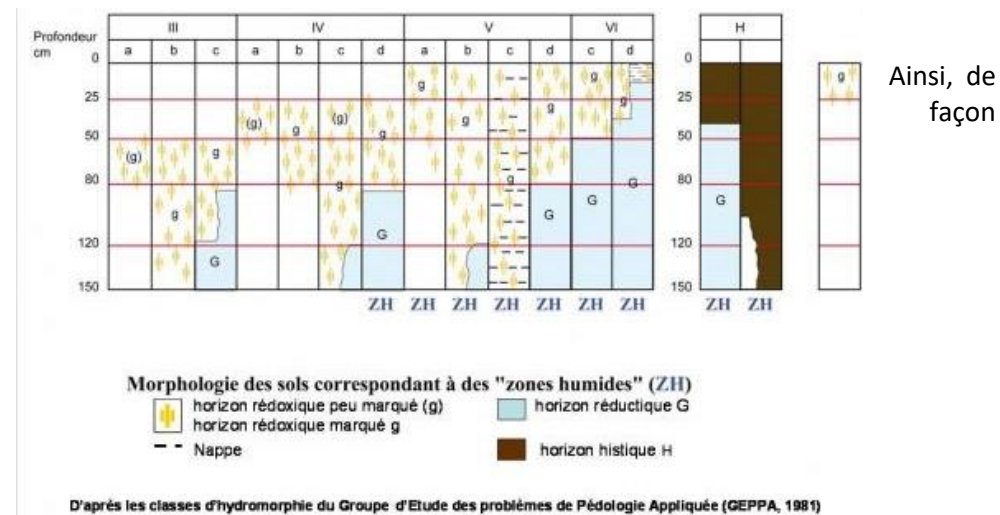 III IV V VI H
Profondeur
cm
a b c a b c d a b c d c d
0 0
25 25
50 50
80 80
120 120
150 150
(g) g g G g
(g) g (g) g g G
g g g g G
g G g G
G
g
ZH ZH ZH ZH ZH ZH ZH ZH ZH
Ainsi, de
façon
Morphologie des sols correspondant à des "zones humides" (ZH)
horizon rédoxique peu marqué (g)
horizon rédoxique marqué g
Nappe
horizon réductique G
horizon histique H
D'après les classes d'hydromorphie du Groupe d'Etude des problèmes de Pédologie Appliquée (GEPPA, 1981)